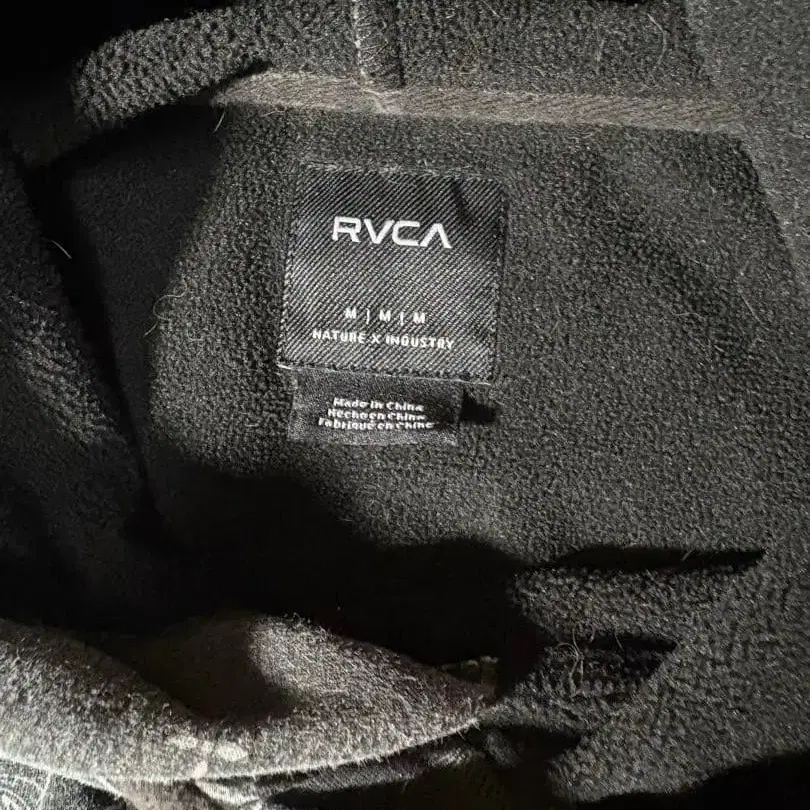 RVCA
M | M | M
NATURE X INDUSTRY
Made in China
Hecho en China
Fabriqué en Chine